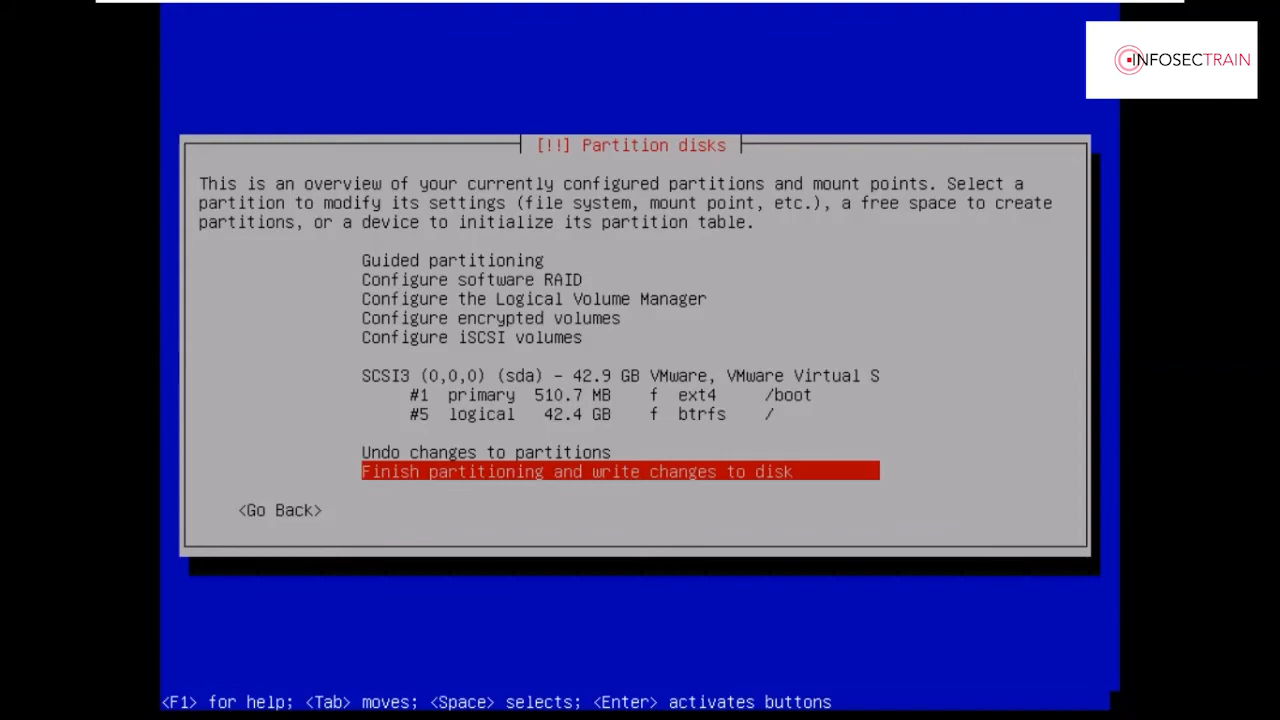 INFOSECTRAIN
[!!] Partition disks
This is an overview of your currently configured partitions and mount points. Select a
partition to modify its settings (file system, mount point, etc.), a free space to create
partitions, or a device to initialize its partition table.
Guided partitioning
Configure software RAID
Configure the Logical Volume Manager
Configure encrypted volumes
Configure iSCSI volumes
SCSI3 (0,0,0) (sda) - 42.9 GB VMware, VMware Virtual S
#1 primary 510.7 MB f ext4 /boot
#5 logical 42.4 GB f btrfs /
Undo changes to partitions
Finish partitioning and write changes to disk
<Go Back>
<F1> for help; <Tab> moves; <Space> selects; <Enter> activates buttons